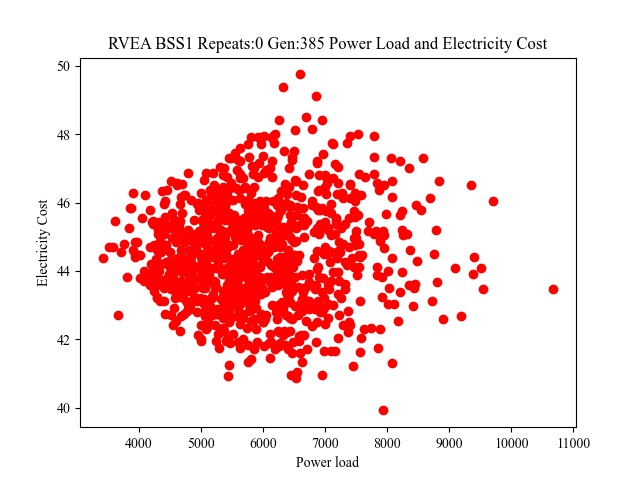 RVEA BSS1 Repeats:0 Gen:385 Power Load and Electricity Cost
50
48
46
44
42
40
Electricity Cost
4000 5000 6000 7000 8000 9000 10000 11000
Power load